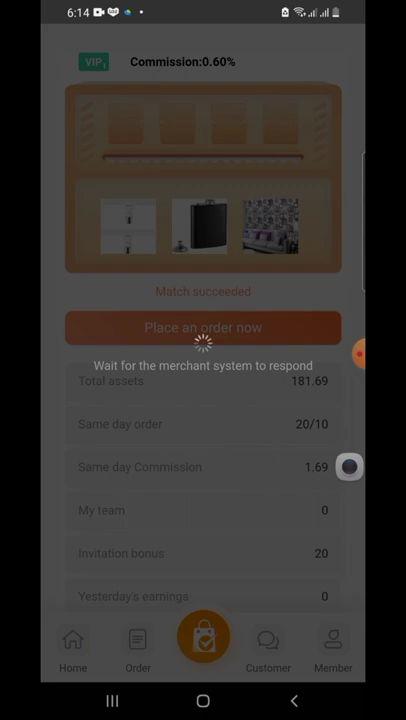 6:14
VIP1
Commission:0.60%
Match succeeded
Place an order now
Wait for the merchant system to respond
Total assets 181.69
Same day order 20/10
Same day Commission 1.69
My team 0
Invitation bonus 20
Yesterday's earnings 0
Home Order Customer Member